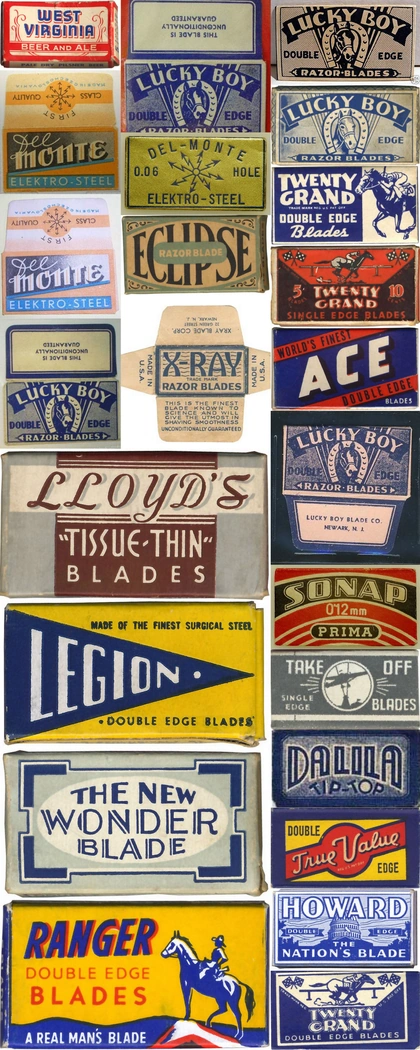 WEST
VIRGINIA
BEER AND ALE
QUALITY FIRST CLASS
Del
monte
ELEKTRO-STEEL
QUALITY FIRST CLASS
Del
monte
ELEKTRO-STEEL
THIS BLADE IS
UNCONDITIONALLY
GUARANTEED
LUCKY BOY
DOUBLE EDGE
RAZOR-BLADES
THIS BLADE IS
UNCONDITIONALLY
GUARANTEED
LUCKY BOY
DOUBLE EDGE
RAZOR-BLADES
DEL-MONTE
0.06 HOLE
ELEKTRO-STEEL
ECLIPSE
RAZOR BLADE
XRAY BLADE CORP.
NEWARK, N. J.
MADE IN
U.S.A.
X-RAY
TRADE MARK
RAZOR BLADES
MADE IN
U.S.A.
THIS IS THE FINEST
BLADE KNOWN TO
SCIENCE AND WILL
GIVE THE UTMOST IN
SHAVING SMOOTHNESS
UNCONDITIONALLY GUARANTEED
LLOYD'S
"TISSUE-THIN"
BLADES
MADE OF THE FINEST SURGICAL STEEL
LEGION
DOUBLE EDGE BLADES
THE NEW
WONDER
BLADE
RANGER
DOUBLE EDGE
BLADES
A REAL MAN'S BLADE
LUCKY BOY
DOUBLE EDGE
RAZOR-BLADES
LUCKY BOY
DOUBLE EDGE
RAZOR-BLADES
TWENTY
GRAND
DOUBLE EDGE
Blades
5 TWENTY 10
GRAND
SINGLE EDGE BLADES
WORLD'S FINEST
ACE
DOUBLE EDGE
BLADES
LUCKY BOY
DOUBLE EDGE
RAZOR-BLADES
LUCKY BOY BLADE CO.
NEWARK, N. J.
SONAP
0'12 mm
PRIMA
TAKE OFF
SINGLE
EDGE
BLADES
DALILA
TIP-TOP
DOUBLE
True Value
EDGE
HOWARD
DOUBLE EDGE
THE
NATION'S BLADE
TWENTY
GRAND
DOUBLE EDGE BLADES